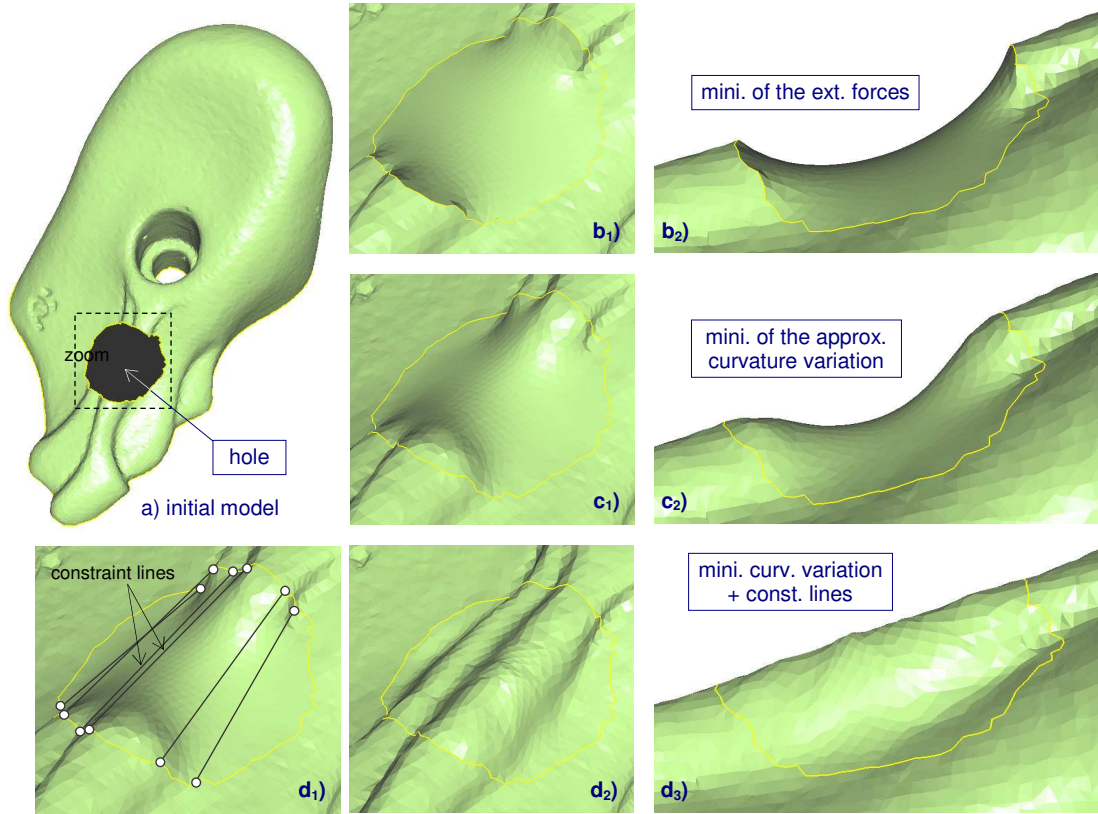 mini. of the ext. forces
b1)
b2)
zoom
mini. of the approx.
curvature variation
hole
a) initial model
c1)
c2)
constraint lines
mini. curv. variation
+ const. lines
d1)
d2)
d3)